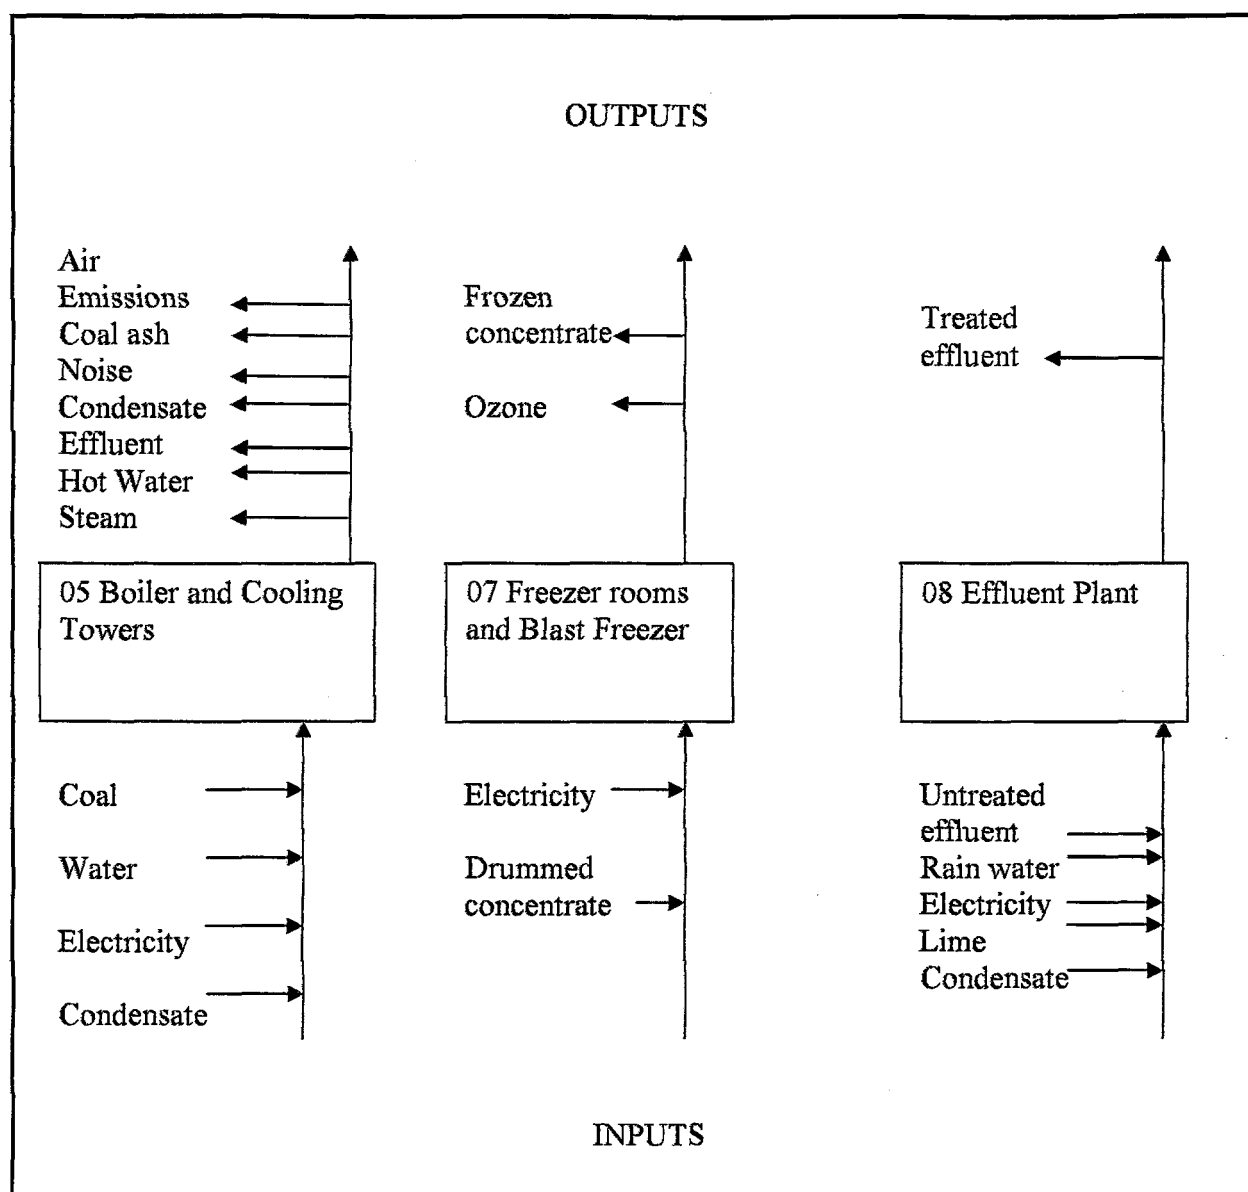 OUTPUTS
Air
Emissions
Coal ash
Noise
Condensate
Effluent
Hot Water
Steam
Frozen
concentrate
Ozone
Treated
effluent
05 Boiler and Cooling
Towers
07 Freezer rooms
and Blast Freezer
08 Effluent Plant
Coal
Water
Electricity
Condensate
Electricity
Drummed
concentrate
Untreated
effluent
Rain water
Electricity
Lime
Condensate
INPUTS